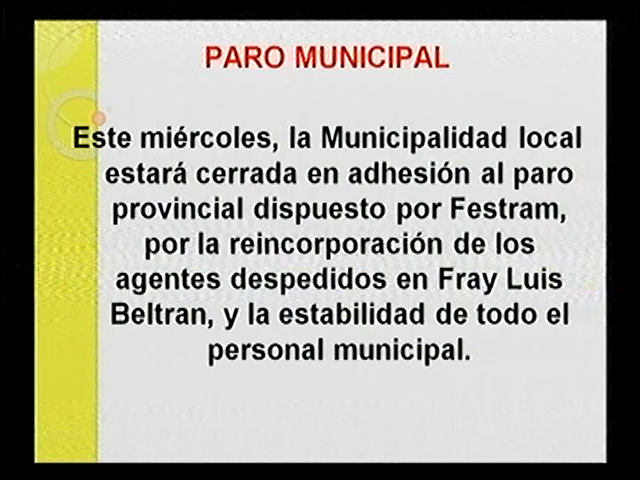 PARO MUNICIPAL
Este miércoles, la Municipalidad local
estará cerrada en adhesión al paro
provincial dispuesto por Festram,
por la reincorporación de los
agentes despedidos en Fray Luis
Beltran, y la estabilidad de todo el
personal municipal.